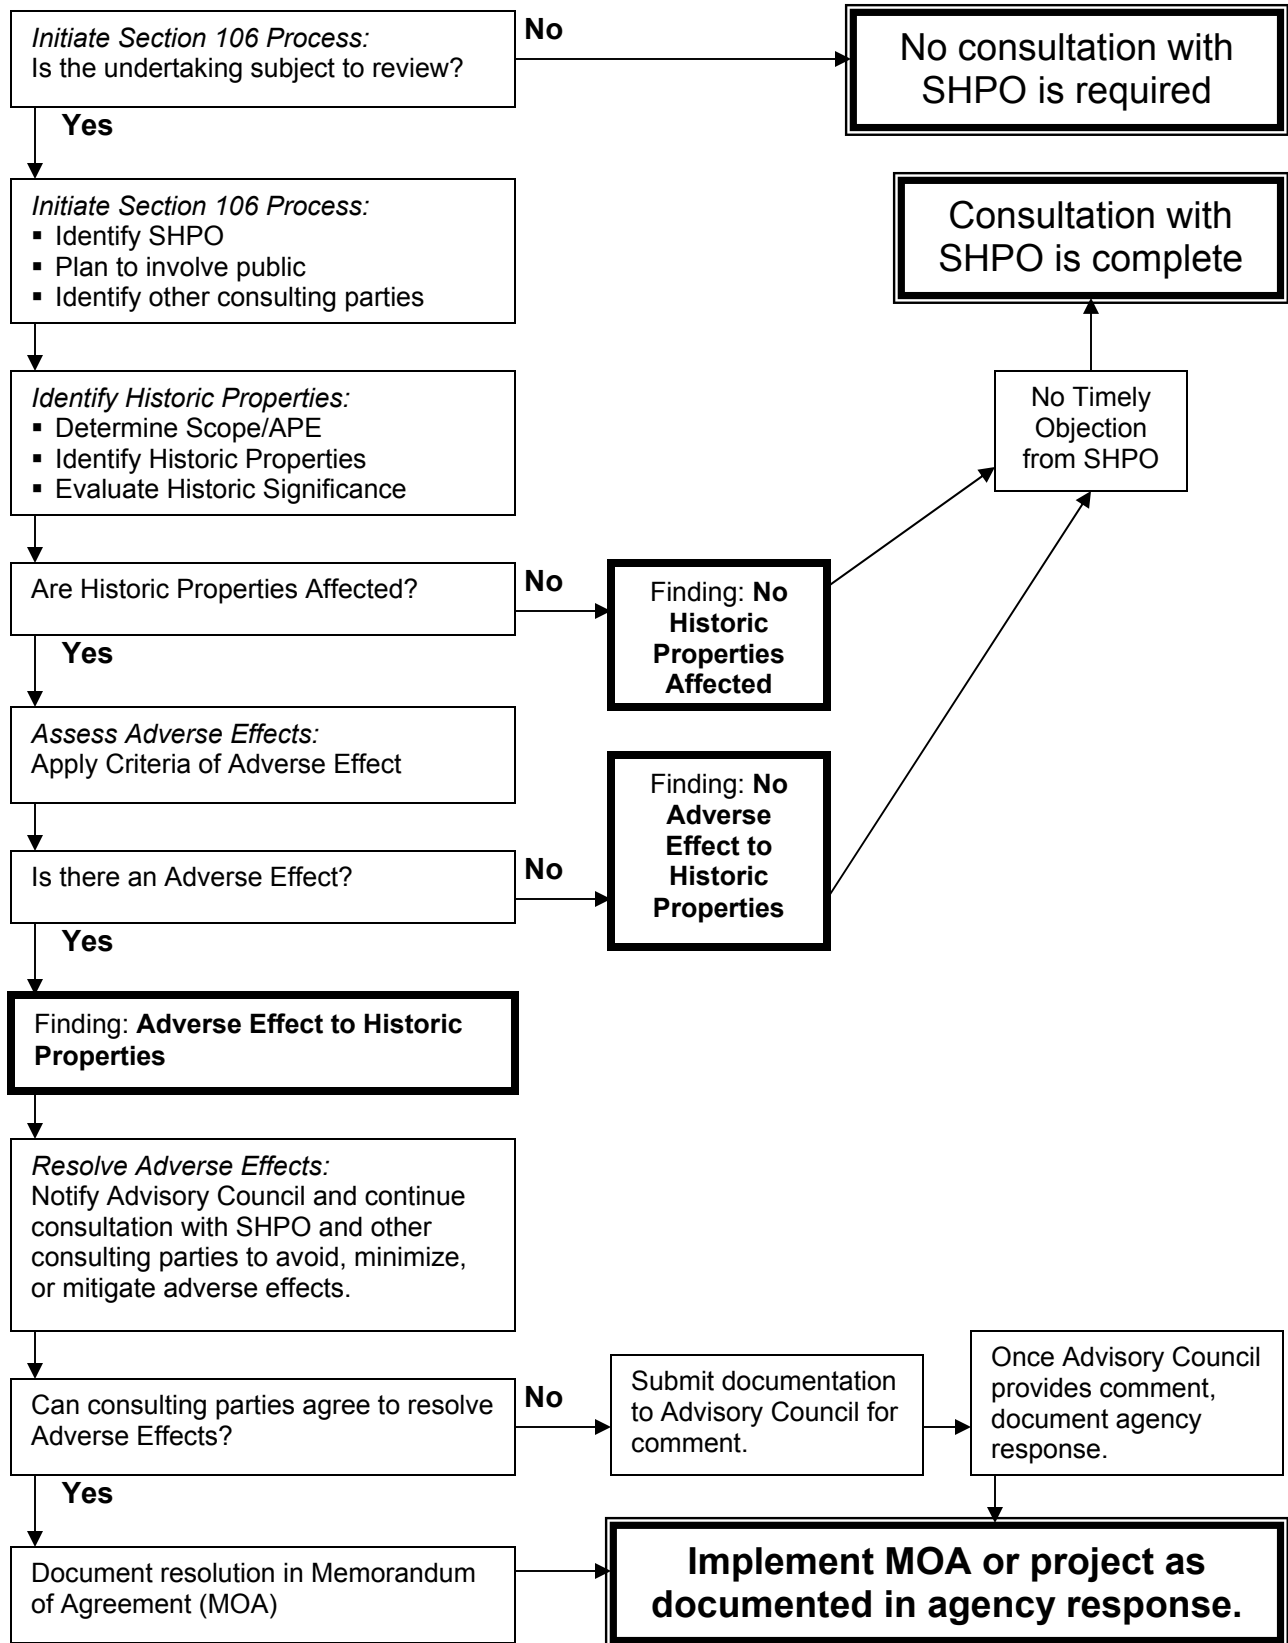 Initiate Section 106 Process:
Is the undertaking subject to review?
No
No consultation with
SHPO is required
Yes
Initiate Section 106 Process:
▪ Identify SHPO
▪ Plan to involve public
▪ Identify other consulting parties
Consultation with
SHPO is complete
Identify Historic Properties:
▪ Determine Scope/APE
▪ Identify Historic Properties
▪ Evaluate Historic Significance
No Timely
Objection
from SHPO
Are Historic Properties Affected?
No
Finding: No
Historic
Properties
Affected
Yes
Assess Adverse Effects:
Apply Criteria of Adverse Effect
Finding: No
Adverse
Effect to
Historic
Properties
Is there an Adverse Effect?
No
Yes
Finding: Adverse Effect to Historic
Properties
Resolve Adverse Effects:
Notify Advisory Council and continue
consultation with SHPO and other
consulting parties to avoid, minimize,
or mitigate adverse effects.
Can consulting parties agree to resolve
Adverse Effects?
No
Submit documentation
to Advisory Council for
comment.
Once Advisory Council
provides comment,
document agency
response.
Yes
Document resolution in Memorandum
of Agreement (MOA)
Implement MOA or project as
documented in agency response.